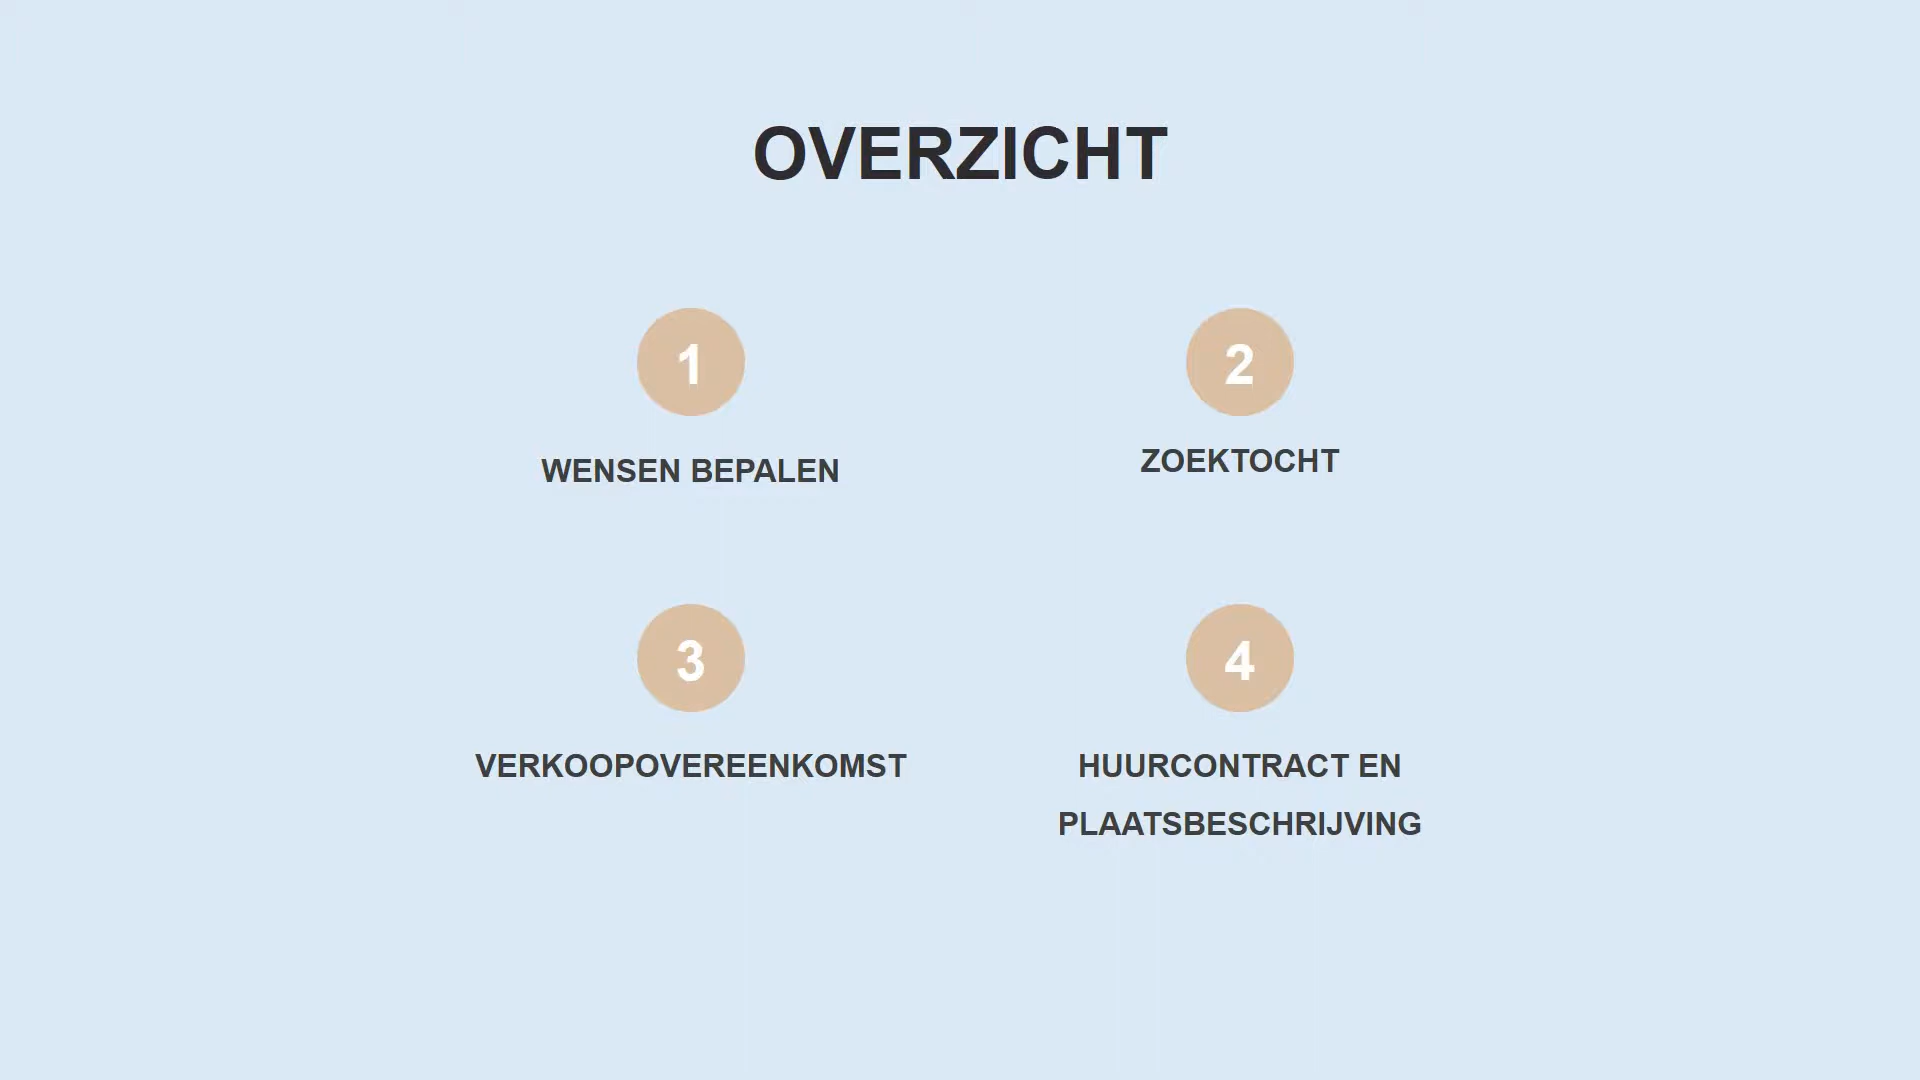 OVERZICHT
1
WENSEN BEPALEN
2
ZOEKTOCHT
3
VERKOOPOVEREENKOMST
4
HUURCONTRACT EN
PLAATSBESCHRIJVING